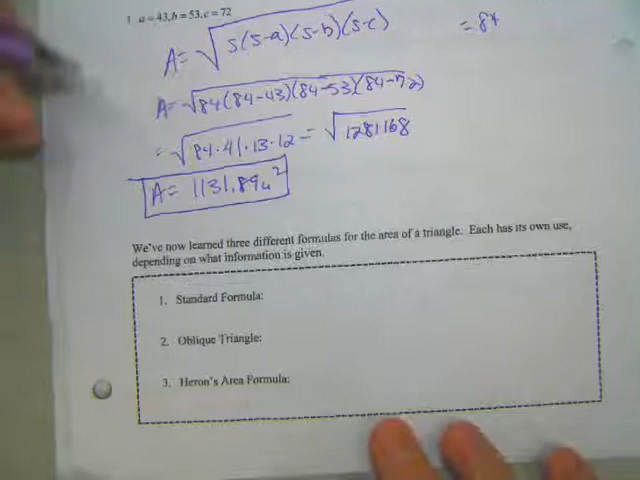 1 a = 43, b = 53, c = 72
A = √s(s-a)(s-b)(s-c)
= 84
A = √84(84-43)(84-53)(84-72)
= √84·41·13·12 = √1281168
A = 1131.89u²
We've now learned three different formulas for the area of a triangle. Each has its own use,
depending on what information is given.
1. Standard Formula:
2. Oblique Triangle:
3. Heron's Area Formula: